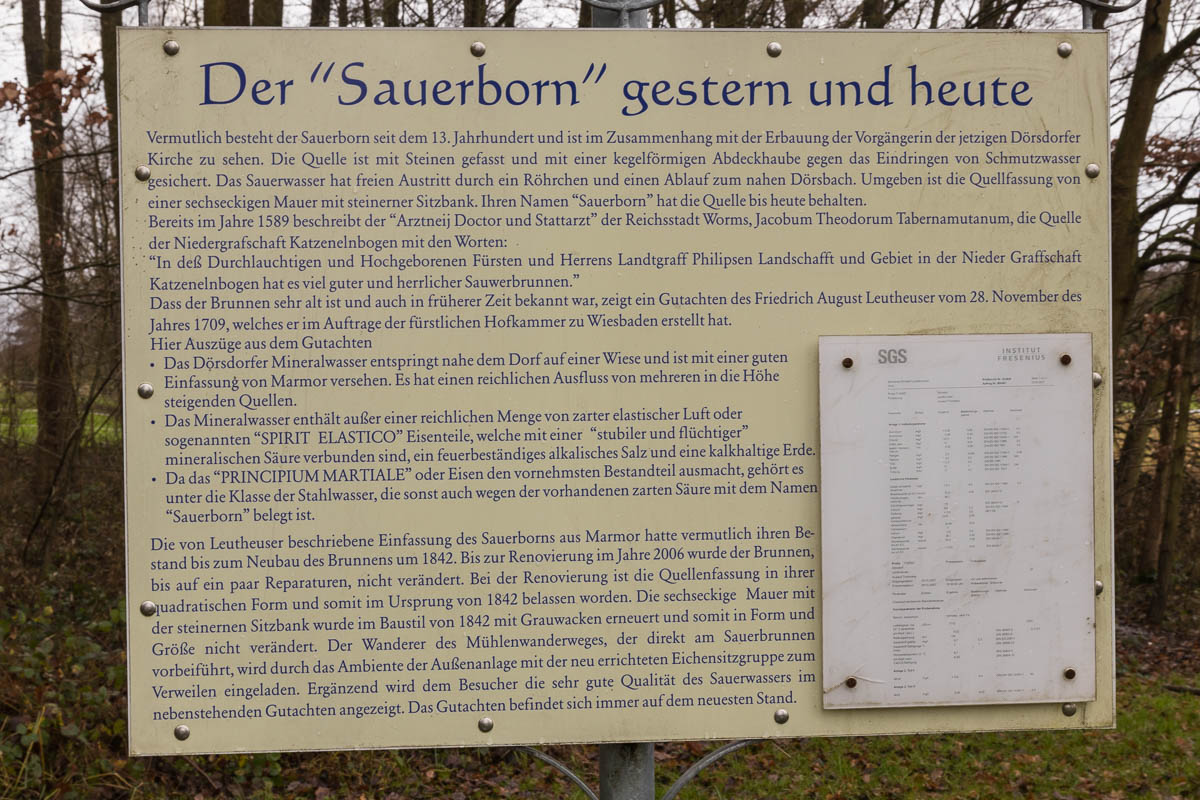 Der “Sauerborn” gestern und heute
Vermutlich besteht der Sauerborn seit dem 13. Jahrhundert und ist im Zusammenhang mit der Erbauung der Vorgängerin der jetzigen Dörsdorfer
Kirche zu sehen. Die Quelle ist mit Steinen gefasst und mit einer kegelförmigen Abdeckhaube gegen das Eindringen von Schmutzwasser
gesichert. Das Sauerwasser hat freien Austritt durch ein Röhrchen und einen Ablauf zum nahen Dörsbach. Umgeben ist die Quellfassung von
einer sechseckigen Mauer mit steinerner Sitzbank. Ihren Namen “Sauerborn” hat die Quelle bis heute behalten.
Bereits im Jahre 1589 beschreibt der “Arztneij Doctor und Stattarzt” der Reichsstadt Worms, Jacobum Theodorum Tabernamutanum, die Quelle
der Niedergrafschaft Katzenelnbogen mit den Worten:
“In deß Durchlauchtigen und Hochgeborenen Fürsten und Herrens Landtgraff Philipsen Landschafft und Gebiet in der Nieder Graffschaft
Katzenelnbogen hat es viel guter und herrlicher Sauwerbrunnen.”
Dass der Brunnen sehr alt ist und auch in früherer Zeit bekannt war, zeigt ein Gutachten des Friedrich August Leutheuser vom 28. November des
Jahres 1709, welches er im Auftrage der fürstlichen Hofkammer zu Wiesbaden erstellt hat.
Hier Auszüge aus dem Gutachten
• Das Dörsdorfer Mineralwasser entspringt nahe dem Dorf auf einer Wiese und ist mit einer guten
Einfassung von Marmor versehen. Es hat einen reichlichen Ausfluss von mehreren in die Höhe
steigenden Quellen.
• Das Mineralwasser enthält außer einer reichlichen Menge von zarter elastischer Luft oder
sogenannten “SPIRIT ELASTICO” Eisenteile, welche mit einer “stubiler und flüchtiger”
mineralischen Säure verbunden sind, ein feuerbeständiges alkalisches Salz und eine kalkhaltige Erde.
• Da das “PRINCIPIUM MARTIALE” oder Eisen den vornehmsten Bestandteil ausmacht, gehört es
unter die Klasse der Stahlwasser, die sonst auch wegen der vorhandenen zarten Säure mit dem Namen
“Sauerborn” belegt ist.
Die von Leutheuser beschriebene Einfassung des Sauerborns aus Marmor hatte vermutlich ihren Be-
stand bis zum Neubau des Brunnens um 1842. Bis zur Renovierung im Jahre 2006 wurde der Brunnen,
bis auf ein paar Reparaturen, nicht verändert. Bei der Renovierung ist die Quellenfassung in ihrer
quadratischen Form und somit im Ursprung von 1842 belassen worden. Die sechseckige Mauer mit
der steinernen Sitzbank wurde im Baustil von 1842 mit Grauwacken erneuert und somit in Form und
Größe nicht verändert. Der Wanderer des Mühlenwanderweges, der direkt am Sauerbrunnen
vorbeiführt, wird durch das Ambiente der Außenanlage mit der neu errichteten Eichensitzgruppe zum
Verweilen eingeladen. Ergänzend wird dem Besucher die sehr gute Qualität des Sauerwassers im
nebenstehenden Gutachten angezeigt. Das Gutachten befindet sich immer auf dem neuesten Stand.
SGS
INSTITUT
FRESENIUS